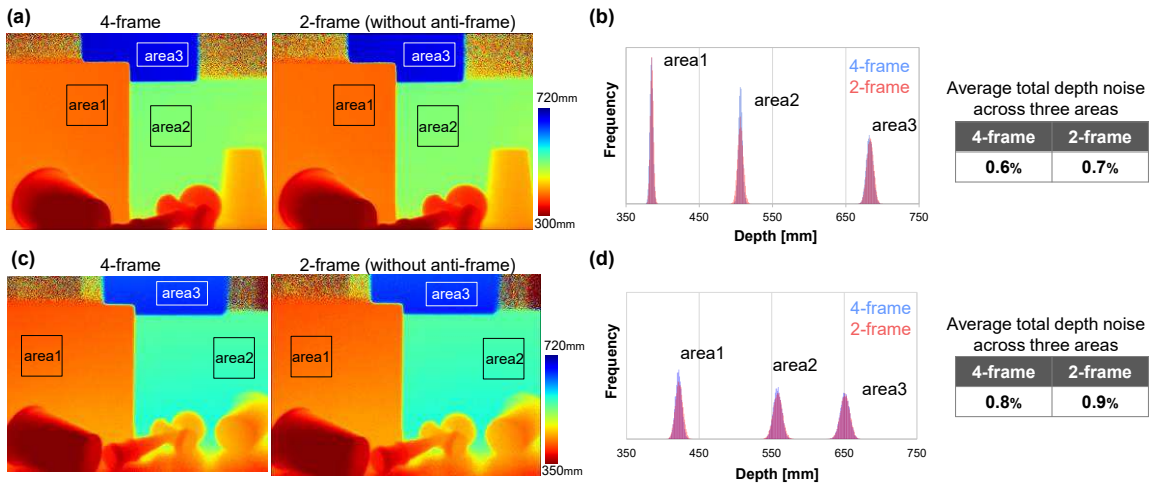 (a)
4-frame
2-frame (without anti-frame)
area3
area1
area2
area3
area1
area2
720mm
300mm
(b)
Frequency
area1
area2
area3
4-frame
2-frame
350
450
550
650
750
Depth [mm]
Average total depth noise
across three areas
4-frame 2-frame
0.6% 0.7%
(c)
4-frame
2-frame (without anti-frame)
area3
area1
area2
area3
area1
area2
720mm
350mm
(d)
Frequency
area1
area2
area3
4-frame
2-frame
350
450
550
650
750
Depth [mm]
Average total depth noise
across three areas
4-frame 2-frame
0.8% 0.9%